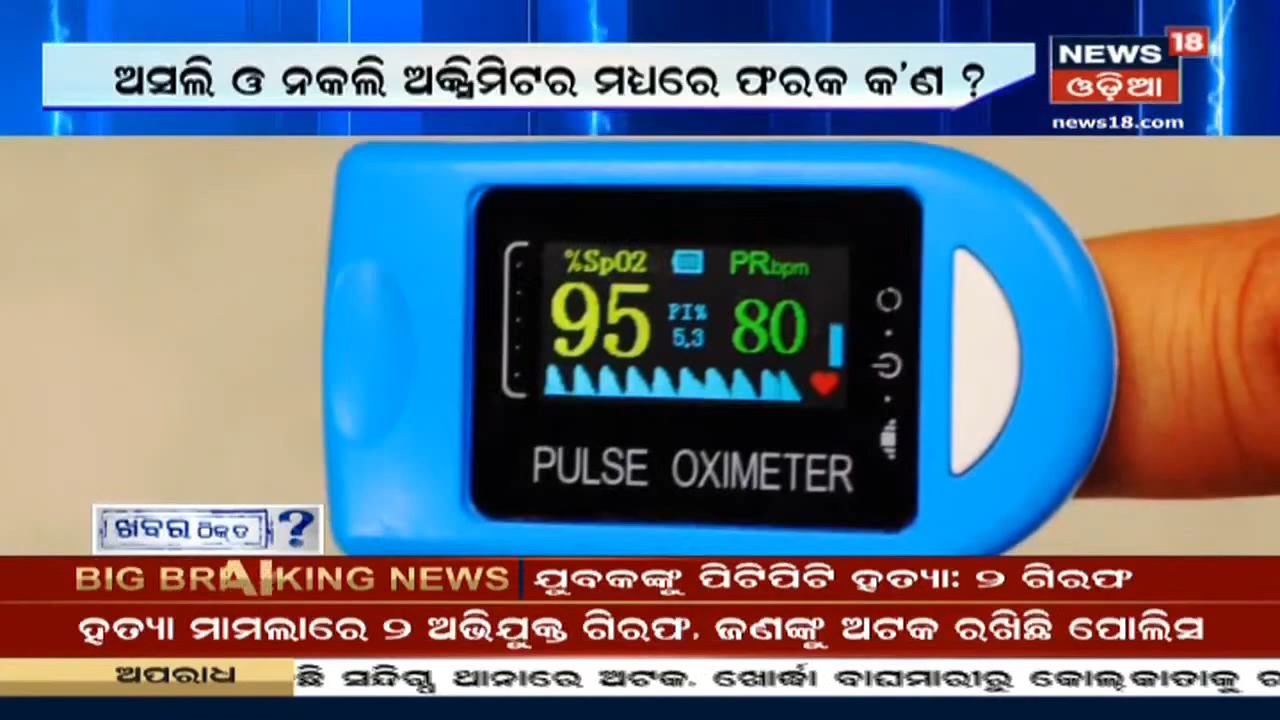 ଅସଲି ଓ ନକଲି ଅକ୍ସିମିଟର ମଧ୍ୟରେ ଫରକ କ'ଣ ?
NEWS 18
ଓଡ଼ିଆ
news18.com
%SpO2 PRbpm
95 PI% 80
5,3
PULSE OXIMETER
ଖବର ଠିକ୍ ତ ?
BIG BREAKING NEWS ଯୁବକଙ୍କୁ ପିଟିପିଟି ହତ୍ୟା: ୨ ଗିରଫ
ହତ୍ୟା ମାମଲାରେ ୨ ଅଭିଯୁକ୍ତ ଗିରଫ, ଜଣଙ୍କୁ ଅଟକ ରଖିଛି ପୋଲିସ
ଅପରାଧ ଛି ସନ୍ଦିଗ୍ଧ ଥାନାରେ ଅଟକ. ଖୋର୍ଦ୍ଧା ବାଘମାରୀରୁ କୋଲ୍‌କାତାକୁ